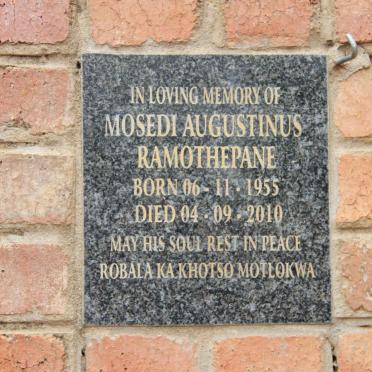 IN LOVING MEMORY OF
MOSEDI AUGUSTINUS
RAMOTHEPANE
BORN 06 - 11 - 1955
DIED 04 - 09 - 2010
MAY HIS SOUL REST IN PEACE
ROBALA KA KHOTSO MOTLOKWA